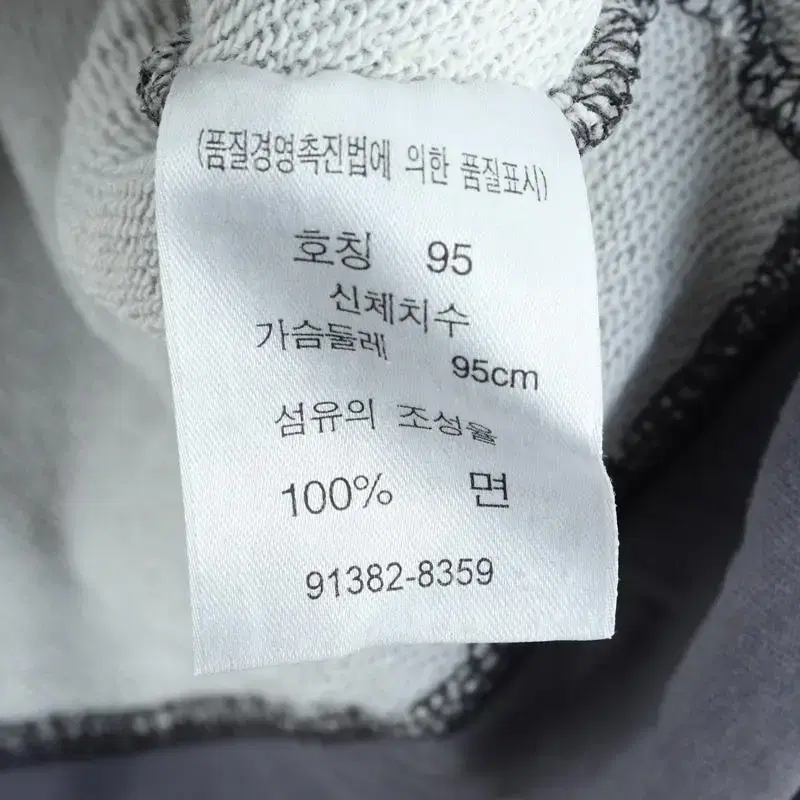 (품질경영촉진법에 의한 품질표시)
호칭 95
신체치수
가슴둘레 95cm
섬유의 조성율
100% 면
91382-8359